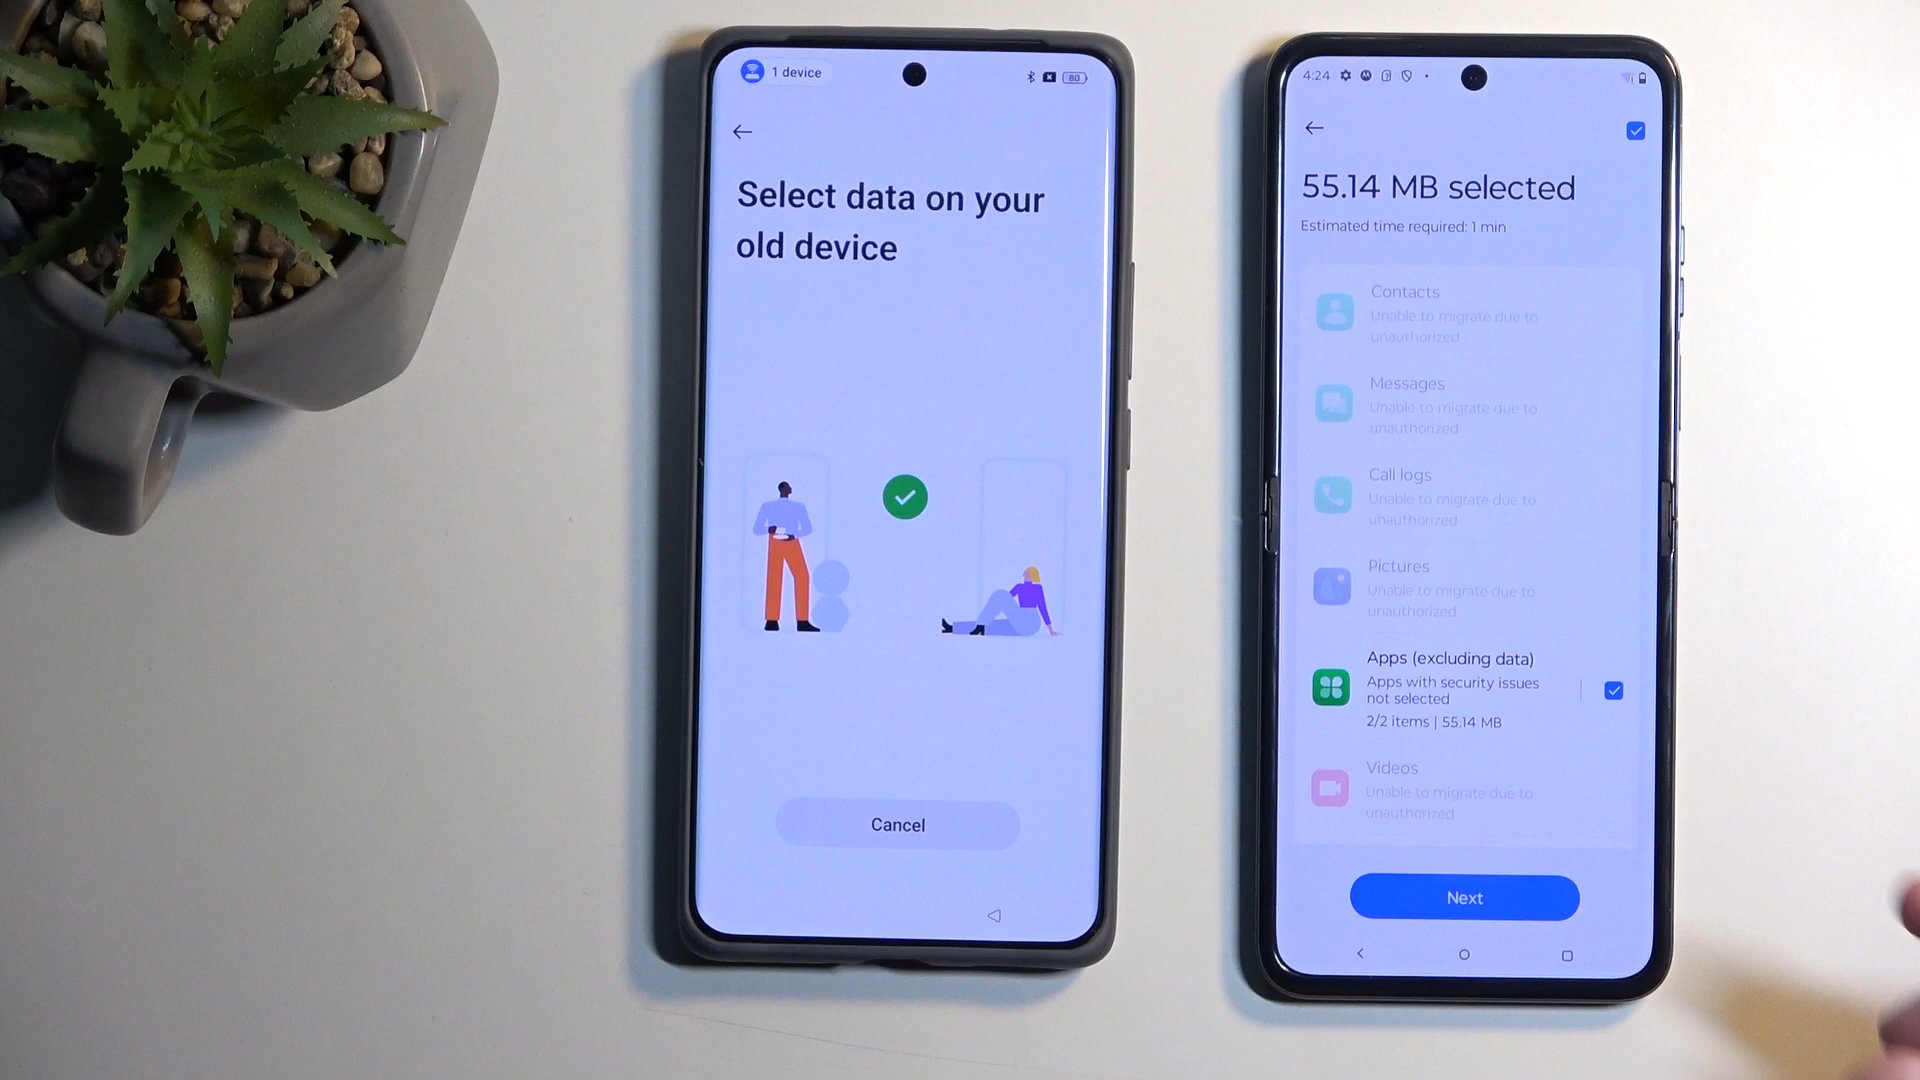 1 device
80
Select data on your
old device
Cancel
4:24
55.14 MB selected
Estimated time required: 1 min
Contacts
Unable to migrate due to
unauthorized
Messages
Unable to migrate due to
unauthorized
Call logs
Unable to migrate due to
unauthorized
Pictures
Unable to migrate due to
unauthorized
Apps (excluding data)
Apps with security issues
not selected
2/2 items | 55.14 MB
Videos
Unable to migrate due to
unauthorized
Next